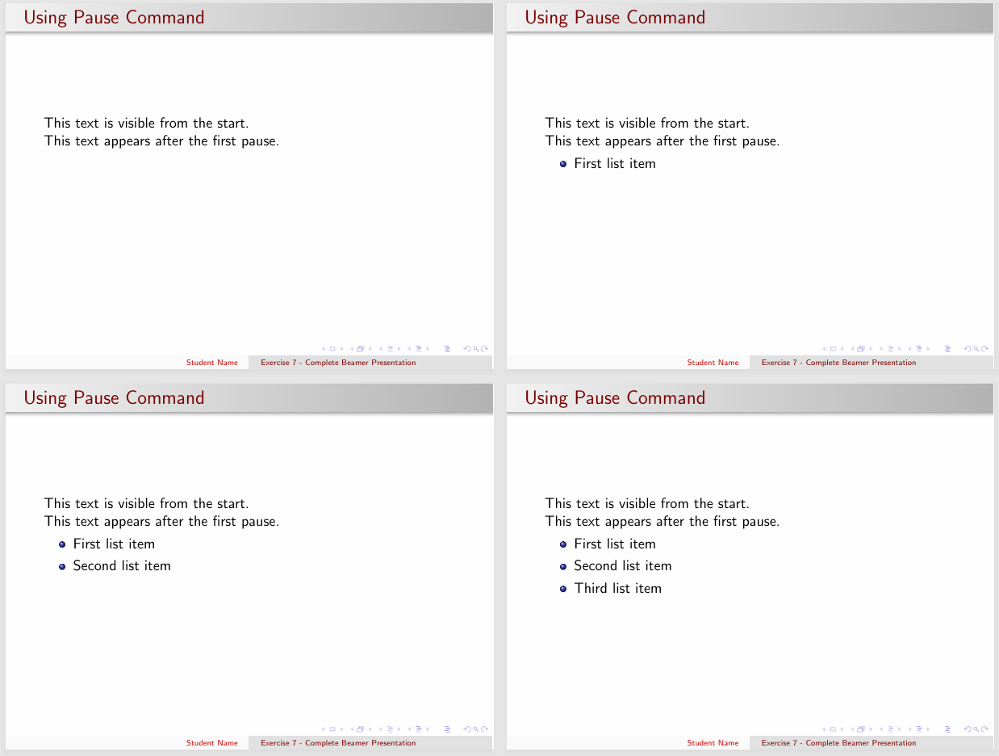 Using Pause Command
This text is visible from the start.
This text appears after the first pause.
Student Name
Exercise 7 - Complete Beamer Presentation
Using Pause Command
This text is visible from the start.
This text appears after the first pause.
First list item
Student Name
Exercise 7 - Complete Beamer Presentation
Using Pause Command
This text is visible from the start.
This text appears after the first pause.
First list item
Second list item
Student Name
Exercise 7 - Complete Beamer Presentation
Using Pause Command
This text is visible from the start.
This text appears after the first pause.
First list item
Second list item
Third list item
Student Name
Exercise 7 - Complete Beamer Presentation